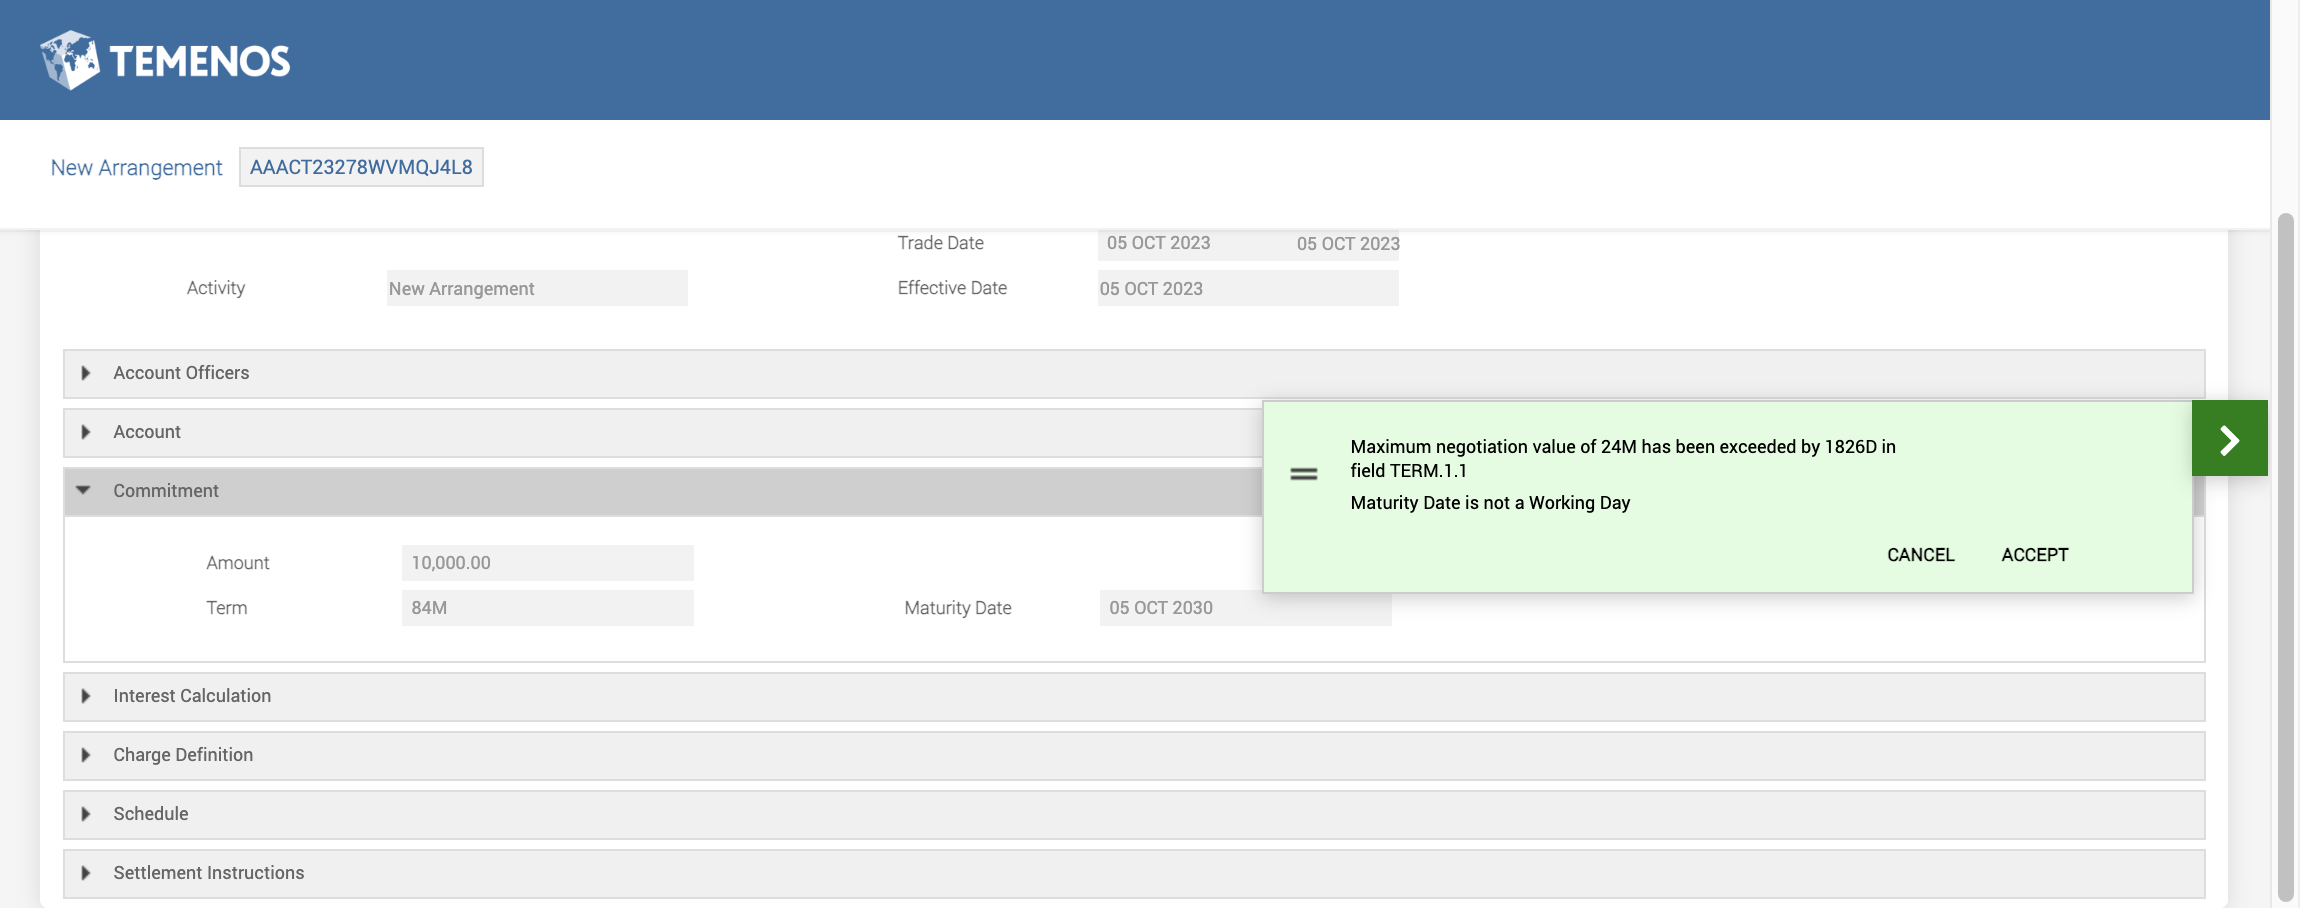 TEMENOS
New Arrangement AAACT23278WVMQJ4L8
Trade Date 05 OCT 2023 05 OCT 2023
Activity New Arrangement Effective Date 05 OCT 2023
Account Officers
Account
Maximum negotiation value of 24M has been exceeded by 1826D in
field TERM.1.1
Maturity Date is not a Working Day
CANCEL ACCEPT
Commitment
Amount 10,000.00
Term 84M Maturity Date 05 OCT 2030
Interest Calculation
Charge Definition
Schedule
Settlement Instructions